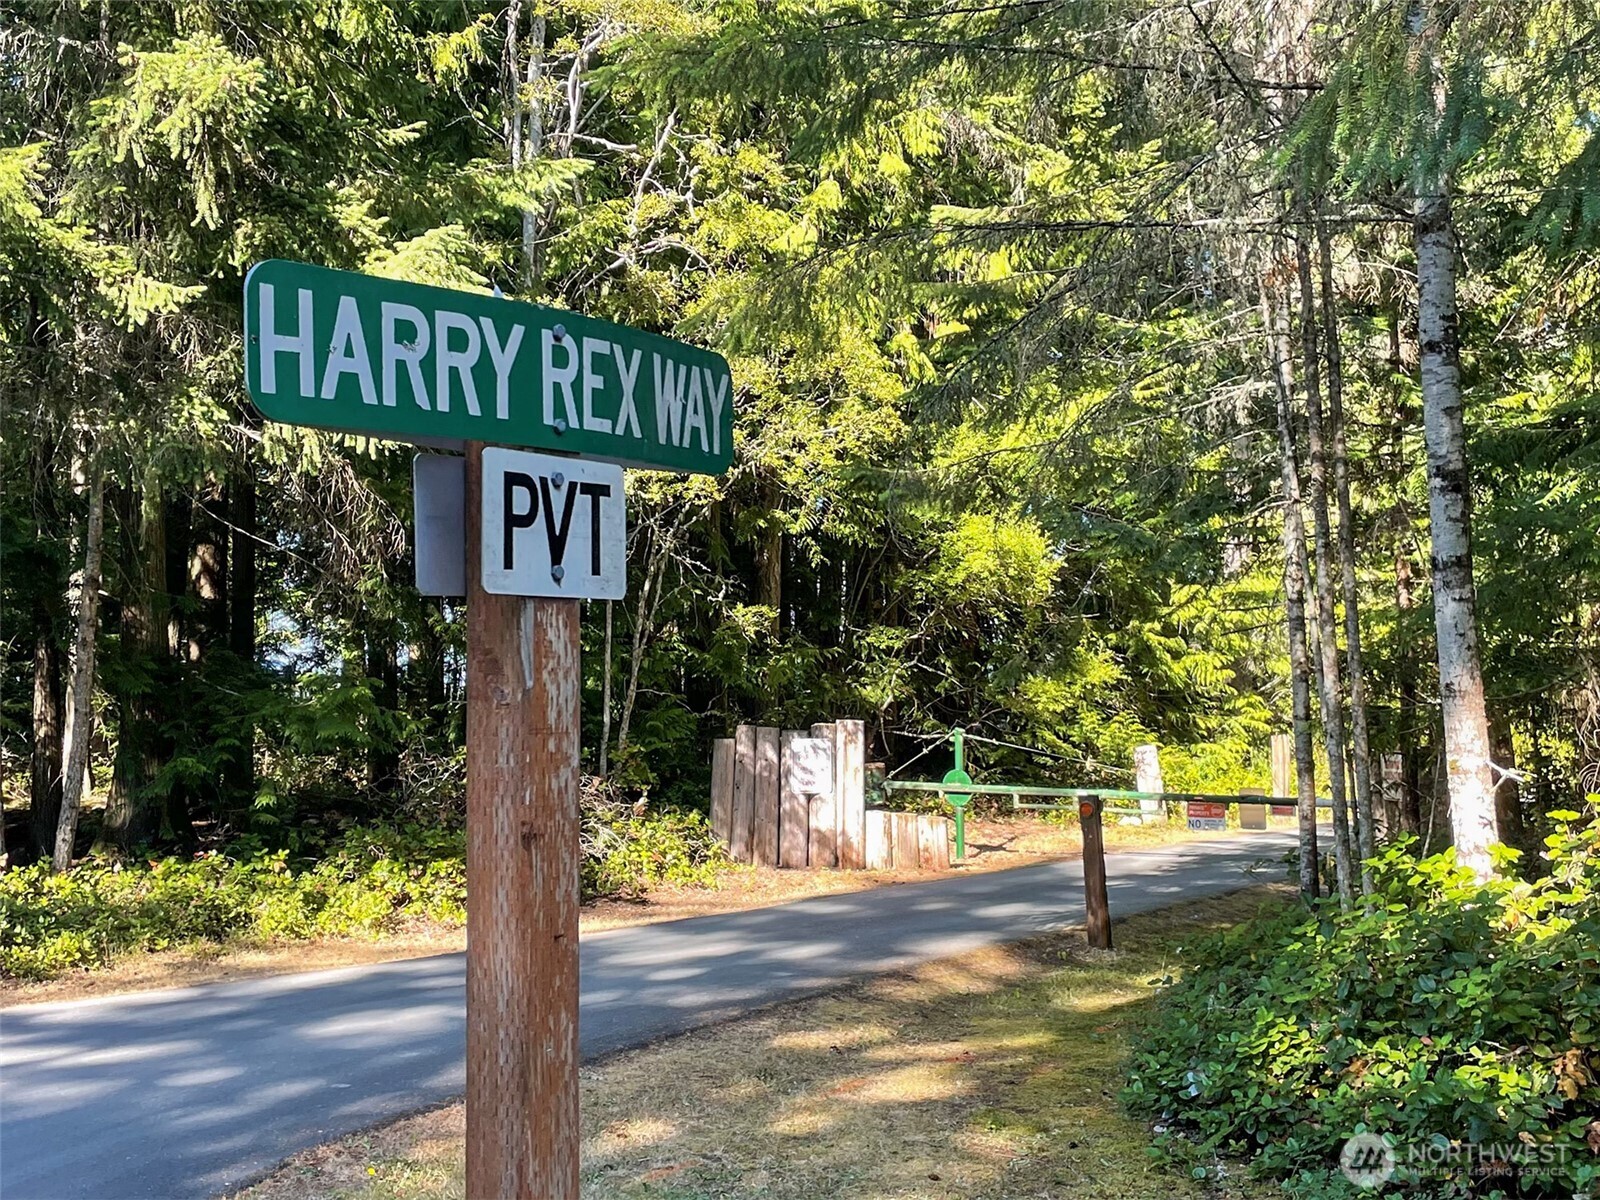 HARRY REX WAY
PVT
NO
NORTHWEST
MULTIPLE LISTING SERVICE